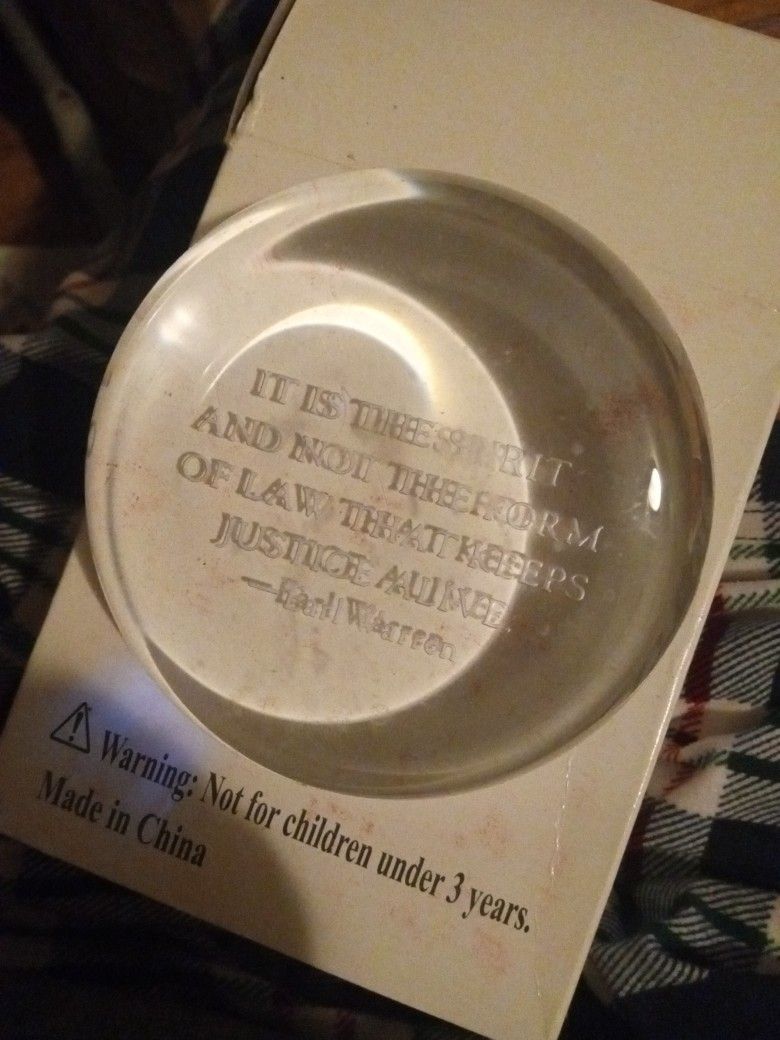 IT IS THE SPIRIT
AND NOT THE FORM
OF LAW THAT KEEPS
JUSTICE ALIVE.
—Earl Warren
Warning: Not for children under 3 years.
Made in China